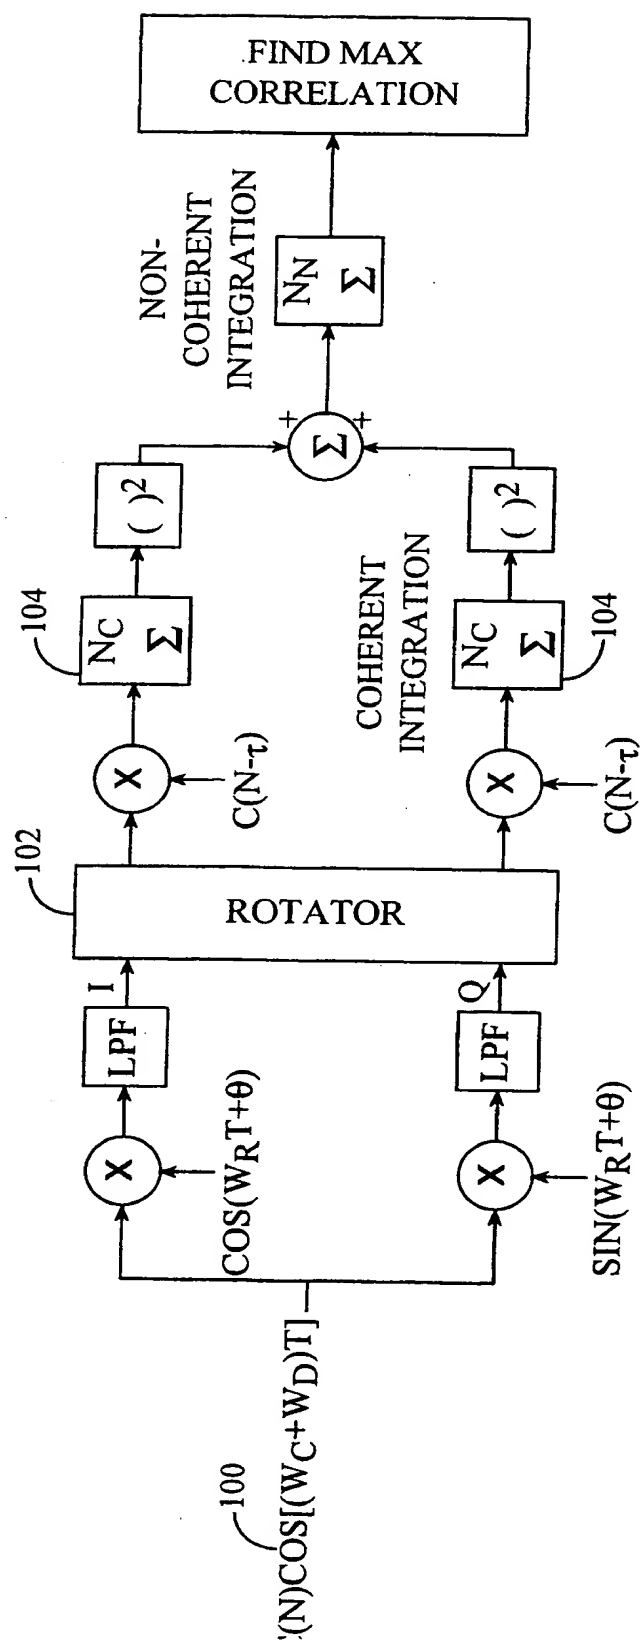 100
(N)COS[(W_C+W_D)T]
X
COS(W_RT+θ)
LPF
I
X
SIN(W_RT+θ)
LPF
Q
102
ROTATOR
X
C(N-τ)
104
N_C
Σ
( )²
X
C(N-τ)
COHERENT
INTEGRATION
N_C
Σ
104
( )²
+
Σ
+
NON-
COHERENT
INTEGRATION
N_N
Σ
FIND MAX
CORRELATION